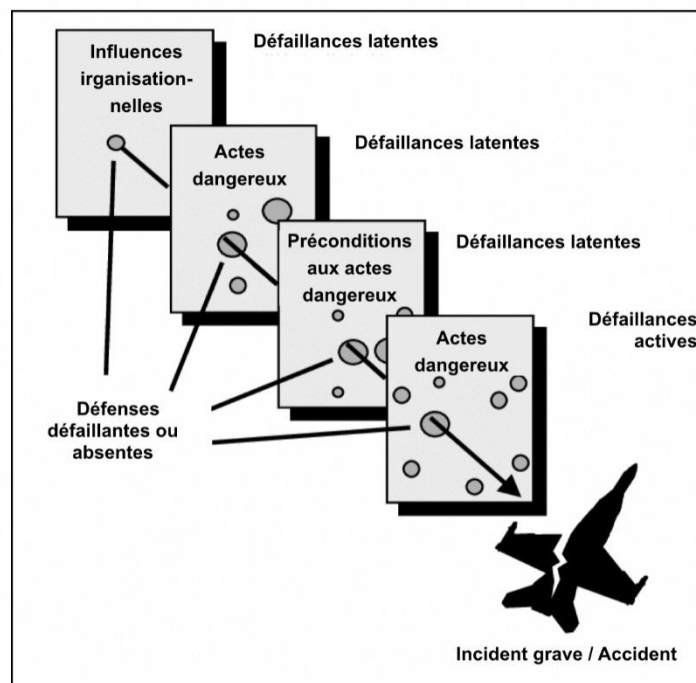 Influences
irganisation-
nelles
Défaillances latentes
Actes
dangereux
Défaillances latentes
Préconditions
aux actes
dangereux
Défaillances latentes
Actes
dangereux
Défaillances
actives
Défenses
défaillantes ou
absentes
Incident grave / Accident